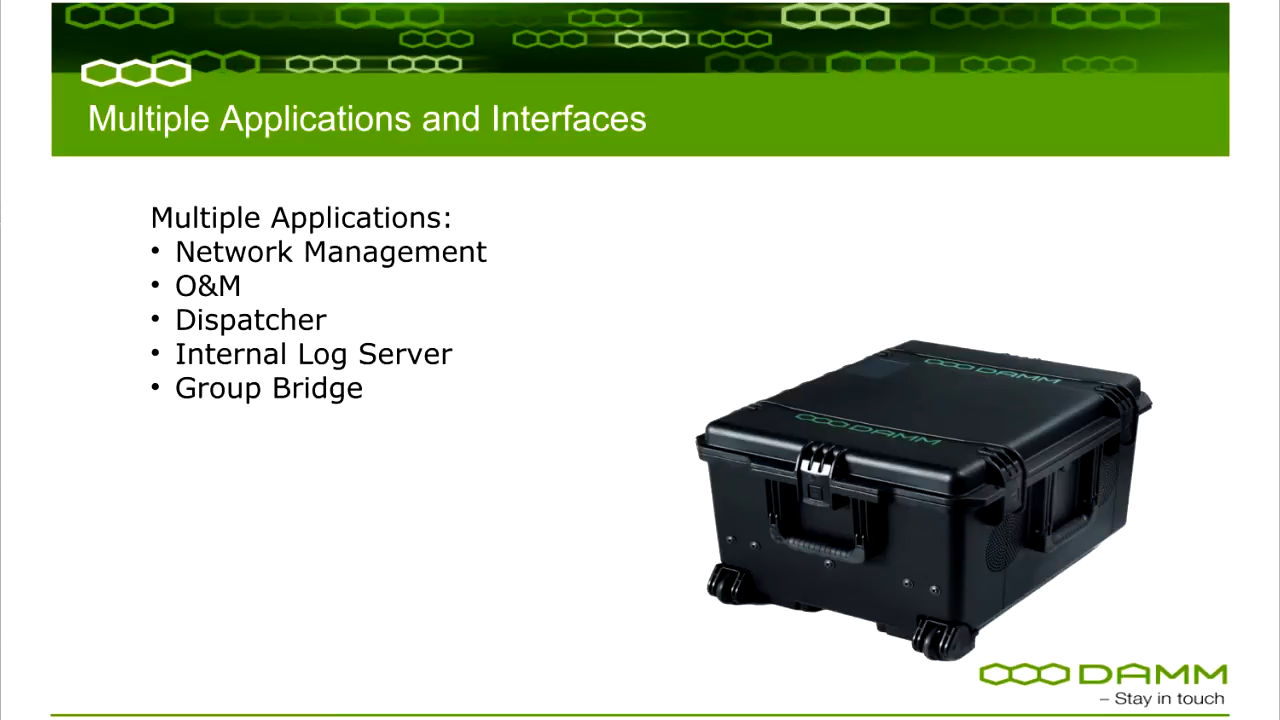 Multiple Applications and Interfaces
Multiple Applications:
• Network Management
• O&M
• Dispatcher
• Internal Log Server
• Group Bridge
DAMM
DAMM
DAMM
– Stay in touch